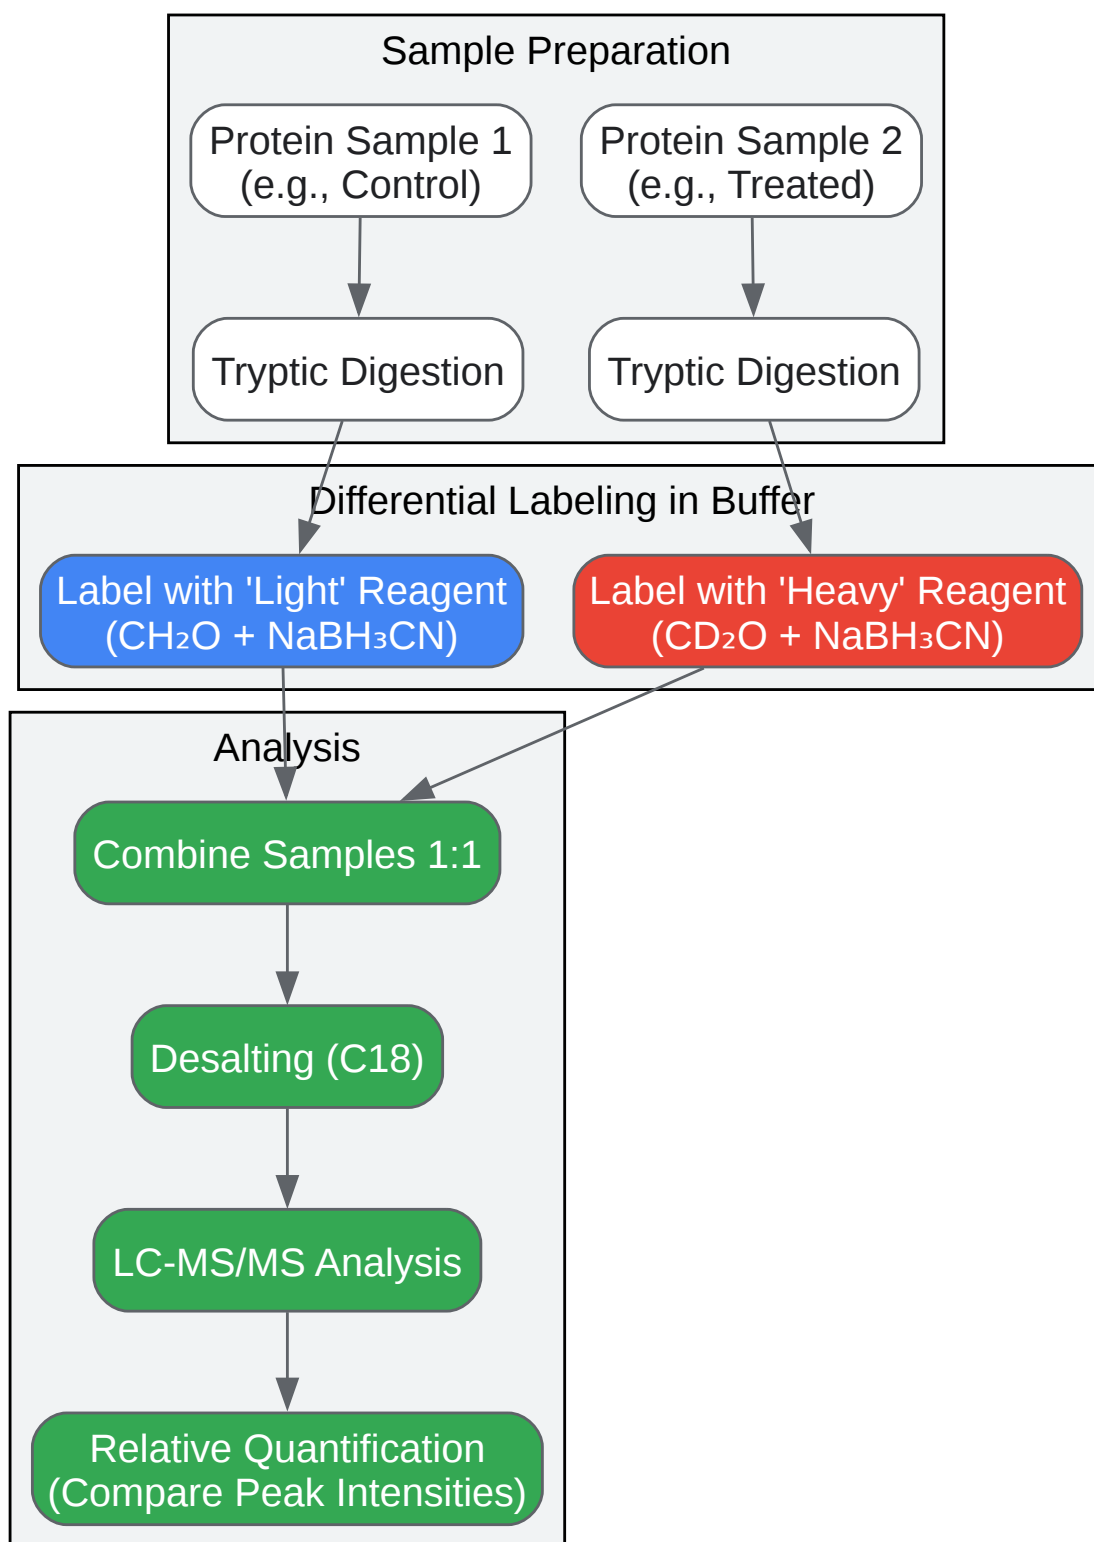 Sample Preparation
Protein Sample 1
(e.g., Control)
Protein Sample 2
(e.g., Treated)
Tryptic Digestion
Tryptic Digestion
Differential Labeling in Buffer
Label with 'Light' Reagent
(CH₂O + NaBH₃CN)
Label with 'Heavy' Reagent
(CD₂O + NaBH₃CN)
Analysis
Combine Samples 1:1
Desalting (C18)
LC-MS/MS Analysis
Relative Quantification
(Compare Peak Intensities)